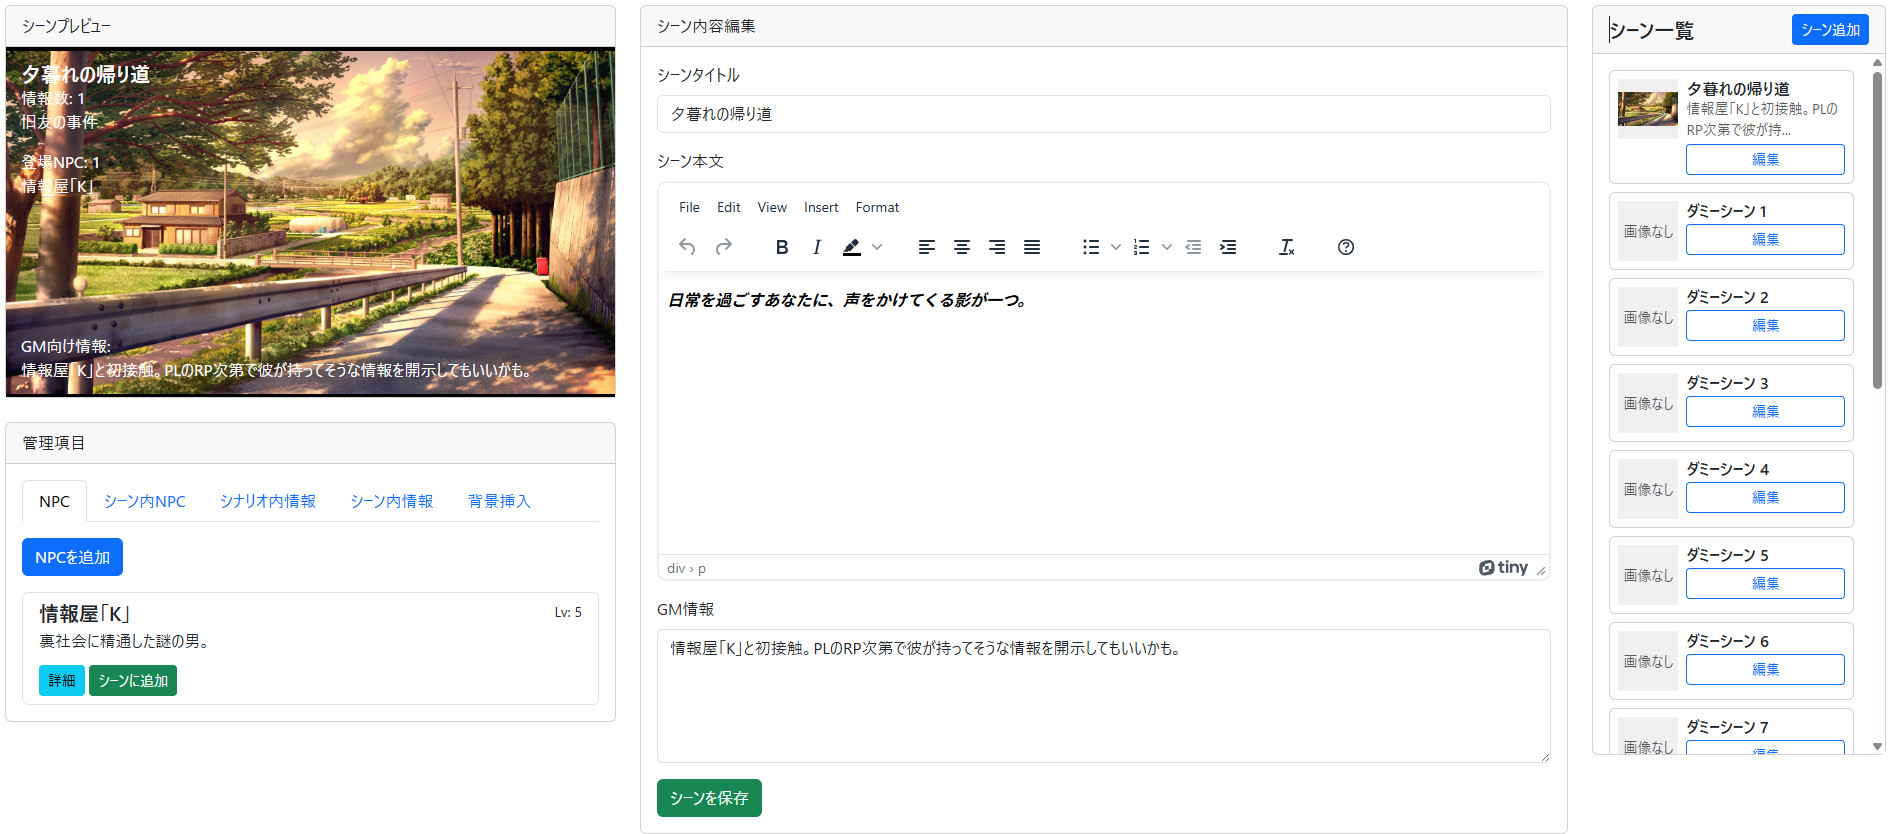 シーンプレビュー
夕暮れの帰り道
情報数: 1
旧友の事件
登場NPC: 1
情報屋「K」
GM向け情報:
情報屋「K」と初接触。PLのRP次第で彼が持ってそうな情報を開示してもいいかも。
管理項目
NPC シーン内NPC シナリオ内情報 シーン内情報 背景挿入
NPCを追加
情報屋「K」 Lv: 5
裏社会に精通した謎の男。
詳細 シーンに追加
シーン内容編集
シーンタイトル
夕暮れの帰り道
シーン本文
File Edit View Insert Format
日常を過ごすあなたに、声をかけてくる影が一つ。
div › p tiny
GM情報
情報屋「K」と初接触。PLのRP次第で彼が持ってそうな情報を開示してもいいかも。
シーンを保存
シーン一覧 シーン追加
夕暮れの帰り道
情報屋「K」と初接触。PLの
RP次第で彼が持...
編集
ダミーシーン 1
画像なし 編集
ダミーシーン 2
画像なし 編集
ダミーシーン 3
画像なし 編集
ダミーシーン 4
画像なし 編集
ダミーシーン 5
画像なし 編集
ダミーシーン 6
画像なし 編集
ダミーシーン 7
画像なし 編集